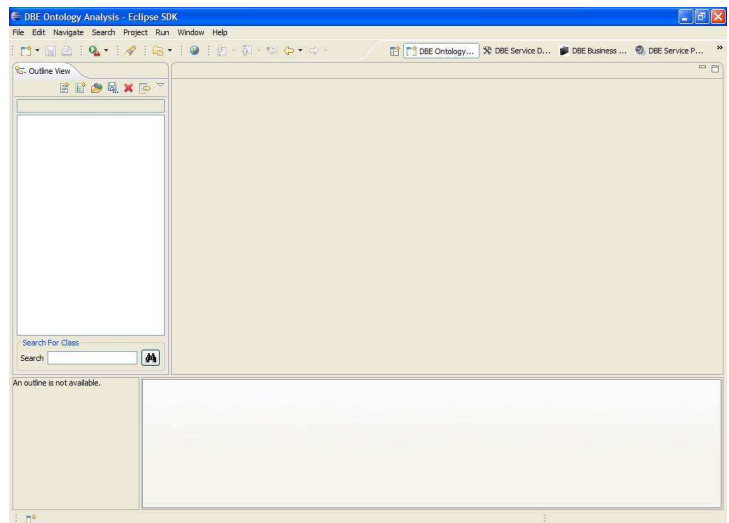 DBE Ontology Analysis - Eclipse SDK
File Edit Navigate Search Project Run Window Help
DBE Ontology... DBE Service D... DBE Business ... DBE Service P... »
Outline View
Search For Class
Search
An outline is not available.